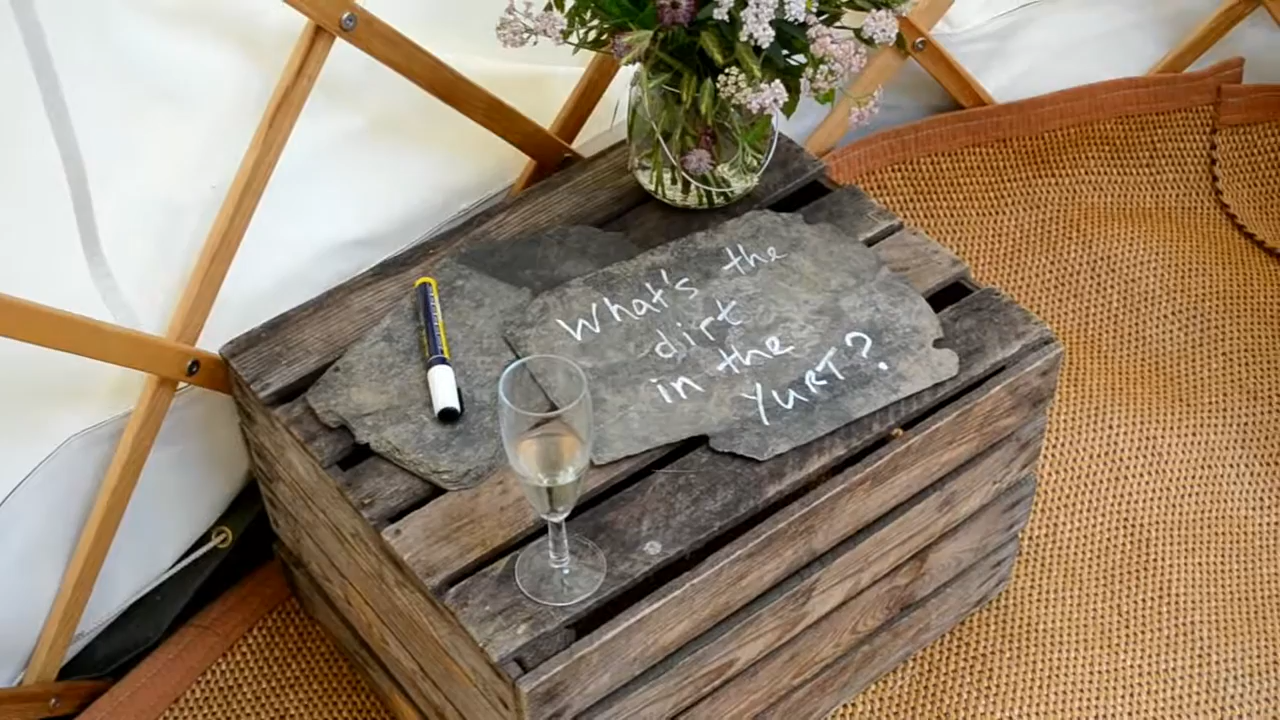 What's the
dirt
in the
YURT?